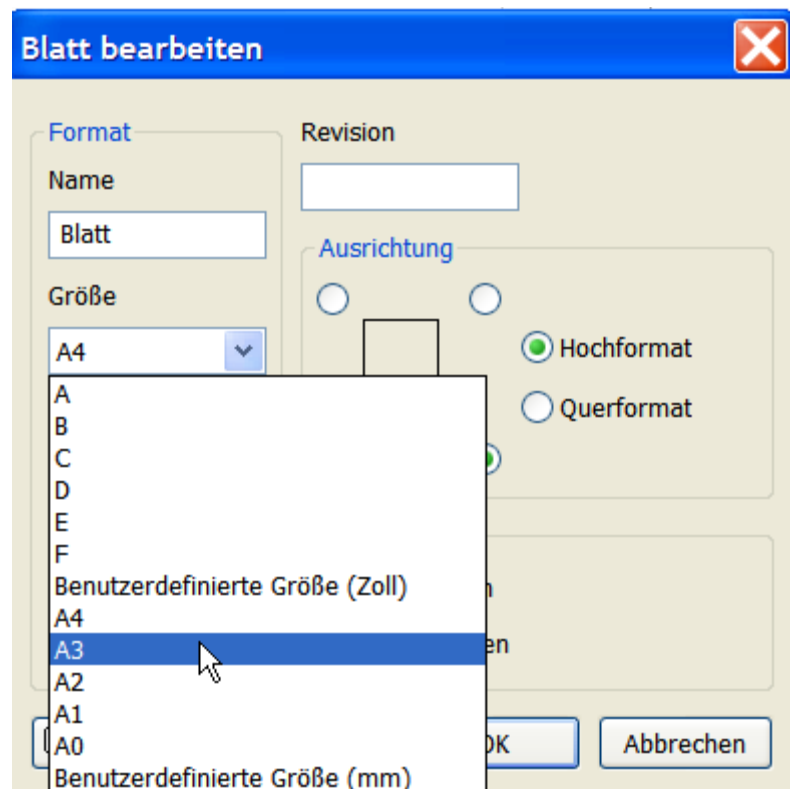 Blatt bearbeiten
Format
Revision
Name
Blatt
Ausrichtung
Größe
A4
Hochformat
Querformat
A
B
C
D
E
F
Benutzerdefinierte Größe (Zoll)
A4
A3
A2
A1
A0
Benutzerdefinierte Größe (mm)
Abbrechen